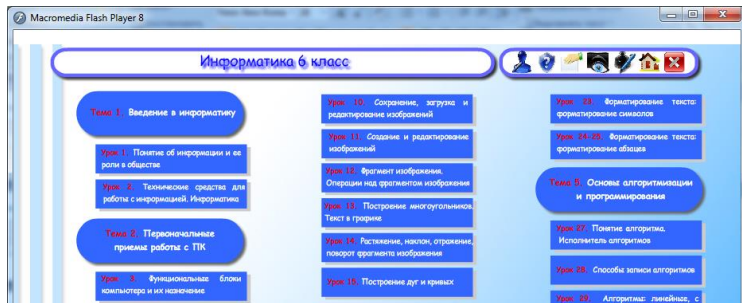 Macromedia Flash Player 8
Информатика 6 класс
Тема 1. Введение в информатику
Урок 1. Понятие об информации и ее
роли в обществе
Урок 2. Технические средства для
работы с информацией. Информатика
Тема 2. Первоначальные
приемы работы с ПК
Урок 3. Функциональные блоки
компьютера и их назначение
Урок 10. Сохранение, загрузка и
редактирование изображений
Урок 11. Создание и редактирование
изображений
Урок 12. Фрагмент изображения.
Операции над фрагментом изображения
Урок 13. Построение многоугольников.
Текст в графике
Урок 14. Растяжение, наклон, отражение,
поворот фрагмента изображения
Урок 15. Построение дуг и кривых
Урок 23. Форматирование текста:
форматирование символов
Урок 24-25. Форматирование текста:
форматирование абзацев
Тема 5. Основы алгоритмизации
и программирования
Урок 27. Понятие алгоритма.
Исполнитель алгоритмов
Урок 28. Способы записи алгоритмов
Урок 29. Алгоритмы: линейные, с